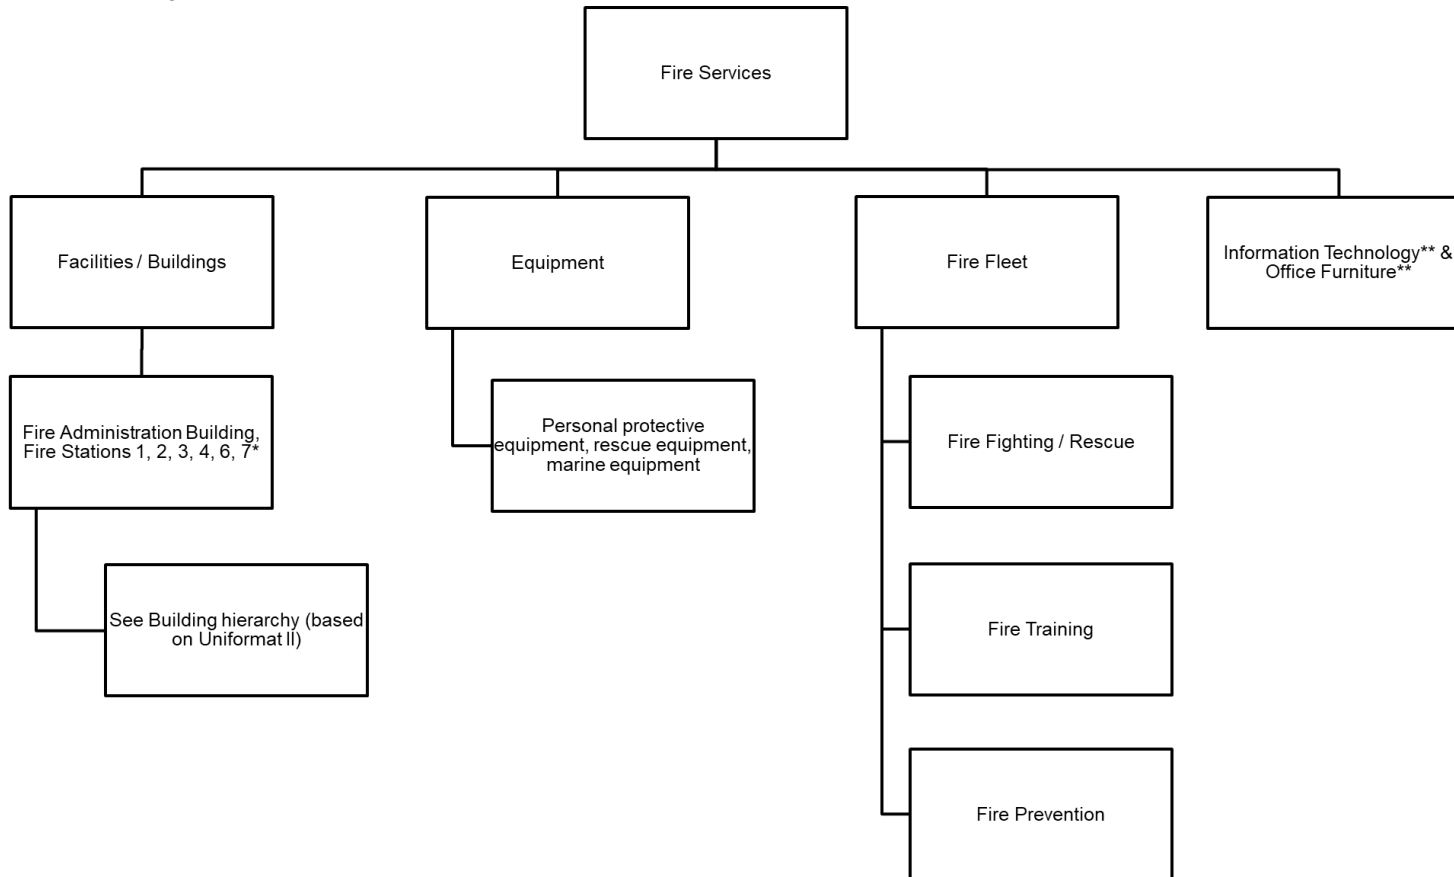 Fire Services
Facilities / Buildings
Equipment
Fire Fleet
Information Technology** &
Office Furniture**
Fire Administration Building,
Fire Stations 1, 2, 3, 4, 6, 7*
Personal protective
equipment, rescue equipment,
marine equipment
Fire Fighting / Rescue
See Building hierarchy (based
on Uniformat II)
Fire Training
Fire Prevention